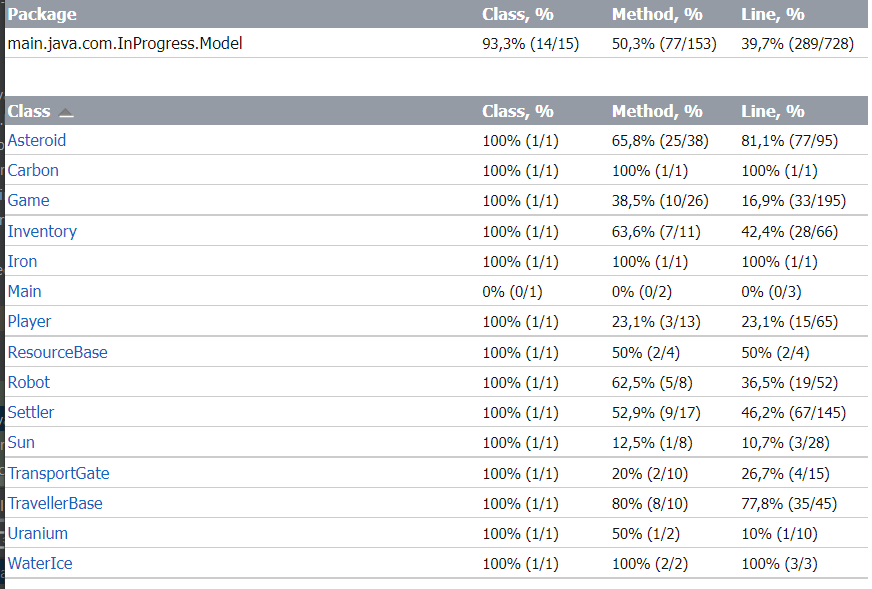 Package Class, % Method, % Line, %
main.java.com.InProgress.Model 93,3% (14/15) 50,3% (77/153) 39,7% (289/728)
Class Class, % Method, % Line, %
Asteroid 100% (1/1) 65,8% (25/38) 81,1% (77/95)
Carbon 100% (1/1) 100% (1/1) 100% (1/1)
Game 100% (1/1) 38,5% (10/26) 16,9% (33/195)
Inventory 100% (1/1) 63,6% (7/11) 42,4% (28/66)
Iron 100% (1/1) 100% (1/1) 100% (1/1)
Main 0% (0/1) 0% (0/2) 0% (0/3)
Player 100% (1/1) 23,1% (3/13) 23,1% (15/65)
ResourceBase 100% (1/1) 50% (2/4) 50% (2/4)
Robot 100% (1/1) 62,5% (5/8) 36,5% (19/52)
Settler 100% (1/1) 52,9% (9/17) 46,2% (67/145)
Sun 100% (1/1) 12,5% (1/8) 10,7% (3/28)
TransportGate 100% (1/1) 20% (2/10) 26,7% (4/15)
TravellerBase 100% (1/1) 80% (8/10) 77,8% (35/45)
Uranium 100% (1/1) 50% (1/2) 10% (1/10)
WaterIce 100% (1/1) 100% (2/2) 100% (3/3)